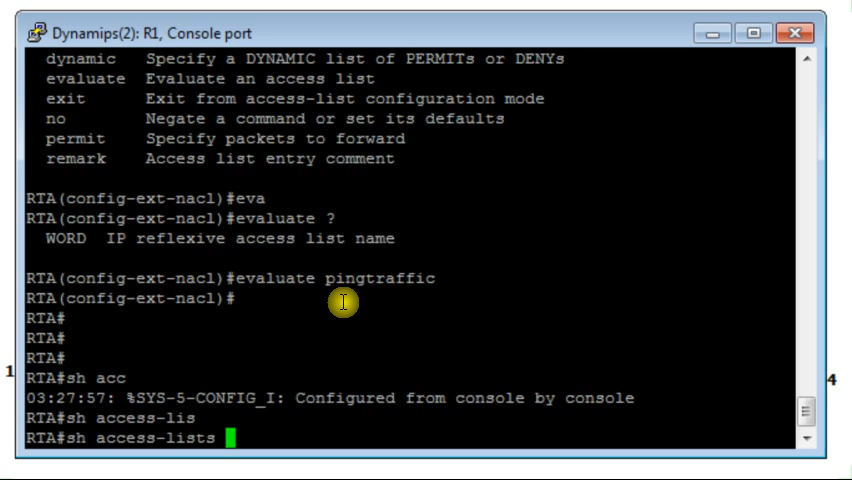 Dynamips(2): R1, Console port
dynamic Specify a DYNAMIC list of PERMITs or DENYs
evaluate Evaluate an access list
exit Exit from access-list configuration mode
no Negate a command or set its defaults
permit Specify packets to forward
remark Access list entry comment
RTA(config-ext-nacl)#eva
RTA(config-ext-nacl)#evaluate ?
WORD IP reflexive access list name
RTA(config-ext-nacl)#evaluate pingtraffic
RTA(config-ext-nacl)#
RTA#
RTA#
RTA#
1
RTA#sh acc
4
03:27:57: %SYS-5-CONFIG_I: Configured from console by console
RTA#sh access-lis
RTA#sh access-lists